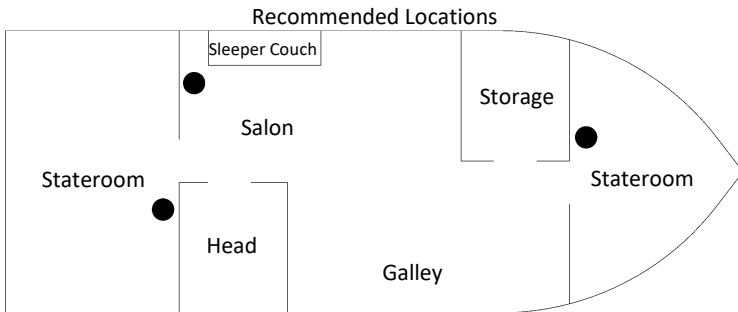 Recommended Locations
Sleeper Couch
Storage
Salon
Stateroom
Stateroom
Head
Galley